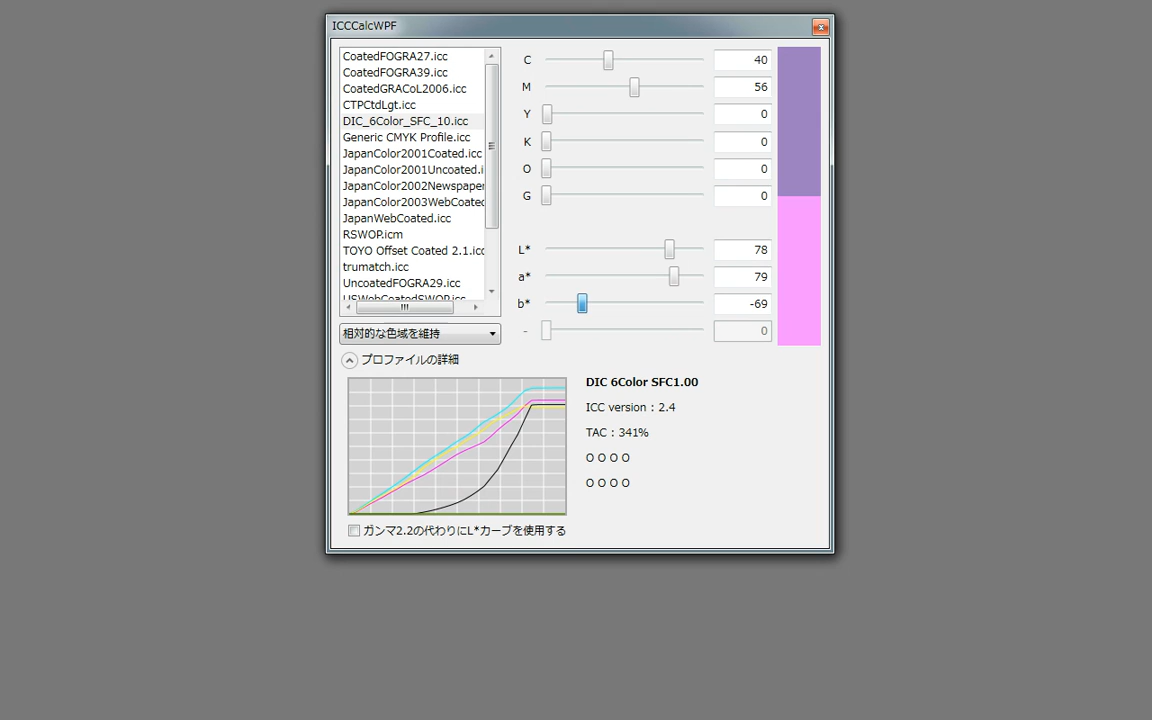 ICCCalcWPF
CoatedFOGRA27.icc
CoatedFOGRA39.icc
CoatedGRACoL2006.icc
CTPCtdLgt.icc
DIC_6Color_SFC_10.icc
Generic CMYK Profile.icc
JapanColor2001Coated.icc
JapanColor2001Uncoated.i
JapanColor2002Newspaper
JapanColor2003WebCoated
JapanWebCoated.icc
RSWOP.icm
TOYO Offset Coated 2.1.icc
trumatch.icc
UncoatedFOGRA29.icc
USWebCoatedSWOP.icc
相対的な色域を維持
C 40
M 56
Y 0
K 0
O 0
G 0
L* 78
a* 79
b* -69
- 0
プロファイルの詳細
DIC 6Color SFC1.00
ICC version : 2.4
TAC : 341%
O O O O
O O O O
ガンマ2.2の代わりにL*カーブを使用する